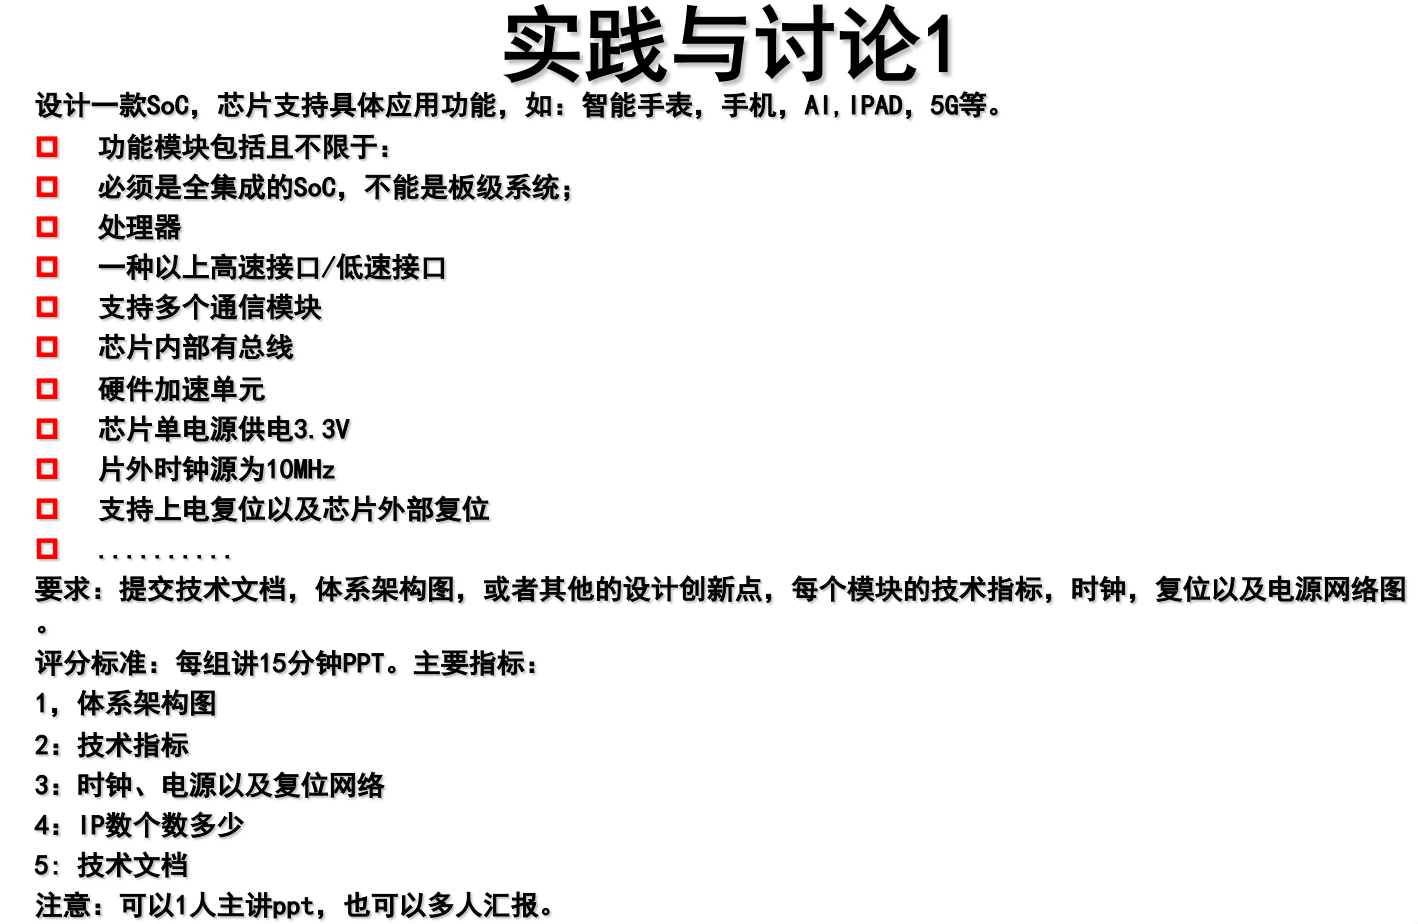 实践与讨论1
设计一款SoC，芯片支持具体应用功能，如：智能手表，手机，AI,IPAD，5G等。
功能模块包括且不限于：
必须是全集成的SoC，不能是板级系统；
处理器
一种以上高速接口/低速接口
支持多个通信模块
芯片内部有总线
硬件加速单元
芯片单电源供电3.3V
片外时钟源为10MHz
支持上电复位以及芯片外部复位
..........
要求：提交技术文档，体系架构图，或者其他的设计创新点，每个模块的技术指标，时钟，复位以及电源网络图
。
评分标准：每组讲15分钟PPT。主要指标：
1，体系架构图
2：技术指标
3：时钟、电源以及复位网络
4：IP数个数多少
5: 技术文档
注意：可以1人主讲ppt，也可以多人汇报。